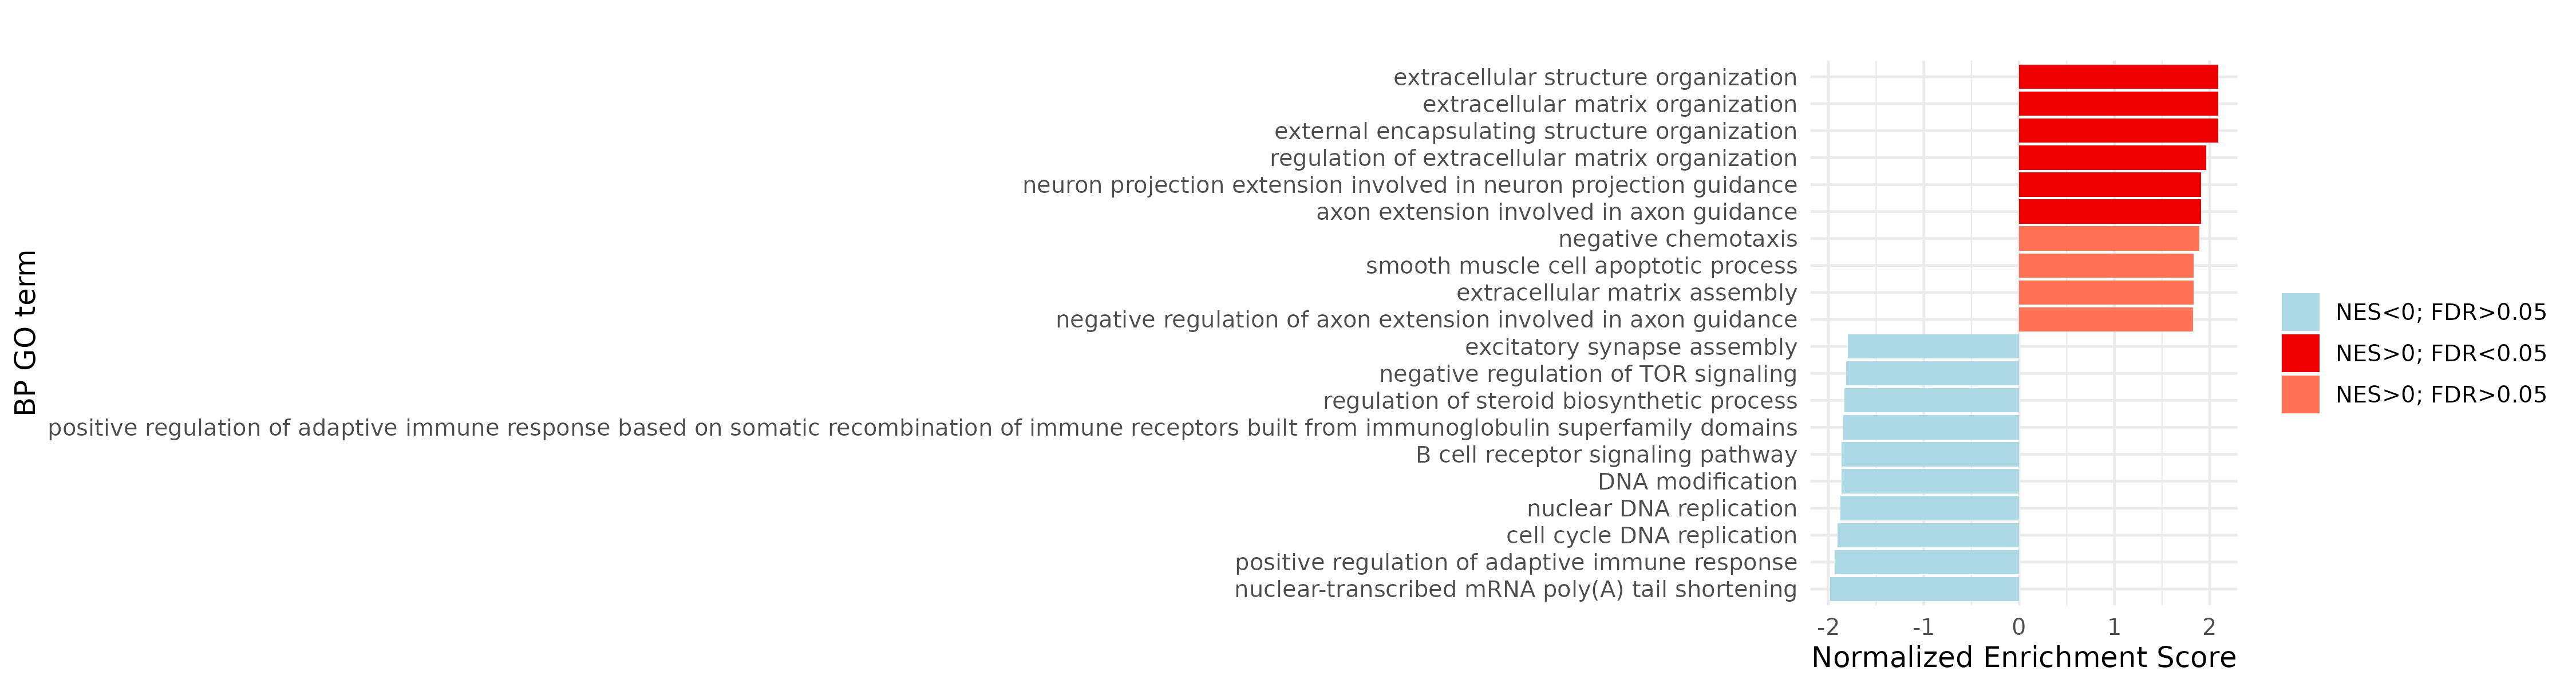 BP GO term
extracellular structure organization
extracellular matrix organization
external encapsulating structure organization
regulation of extracellular matrix organization
neuron projection extension involved in neuron projection guidance
axon extension involved in axon guidance
negative chemotaxis
smooth muscle cell apoptotic process
extracellular matrix assembly
negative regulation of axon extension involved in axon guidance
excitatory synapse assembly
negative regulation of TOR signaling
regulation of steroid biosynthetic process
positive regulation of adaptive immune response based on somatic recombination of immune receptors built from immunoglobulin superfamily domains
B cell receptor signaling pathway
DNA modification
nuclear DNA replication
cell cycle DNA replication
positive regulation of adaptive immune response
nuclear-transcribed mRNA poly(A) tail shortening
-2 -1 0 1 2
Normalized Enrichment Score
NES<0; FDR>0.05
NES>0; FDR<0.05
NES>0; FDR>0.05